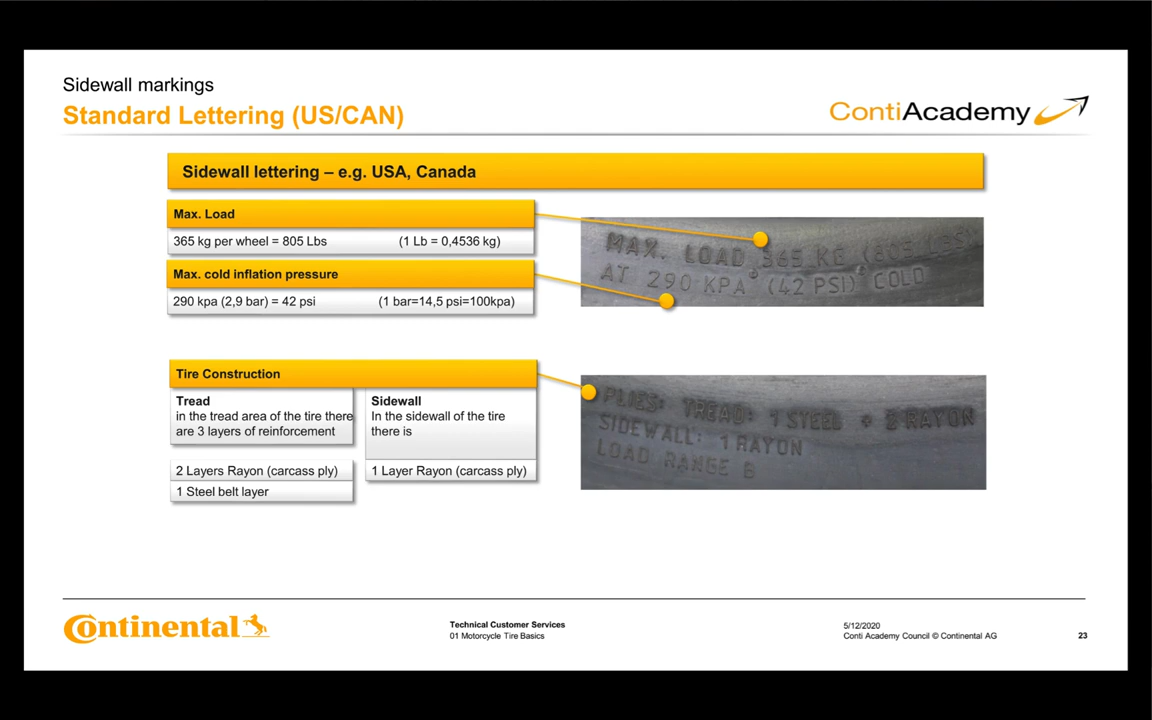 Sidewall markings
Standard Lettering (US/CAN)
ContiAcademy
Sidewall lettering – e.g. USA, Canada
Max. Load
365 kg per wheel = 805 Lbs (1 Lb = 0,4536 kg)
Max. cold inflation pressure
290 kpa (2,9 bar) = 42 psi (1 bar=14,5 psi=100kpa)
MAX. LOAD 365 KG (805 LBS)
AT 290 KPA (42 PSI) COLD
Tire Construction
Tread
in the tread area of the tire there
are 3 layers of reinforcement
2 Layers Rayon (carcass ply)
1 Steel belt layer
Sidewall
In the sidewall of the tire
there is
1 Layer Rayon (carcass ply)
PLIES: TREAD: 1 STEEL + 2 RAYON
SIDEWALL: 1 RAYON
LOAD RANGE B
Continental
Technical Customer Services
01 Motorcycle Tire Basics
5/12/2020
Conti Academy Council © Continental AG
23